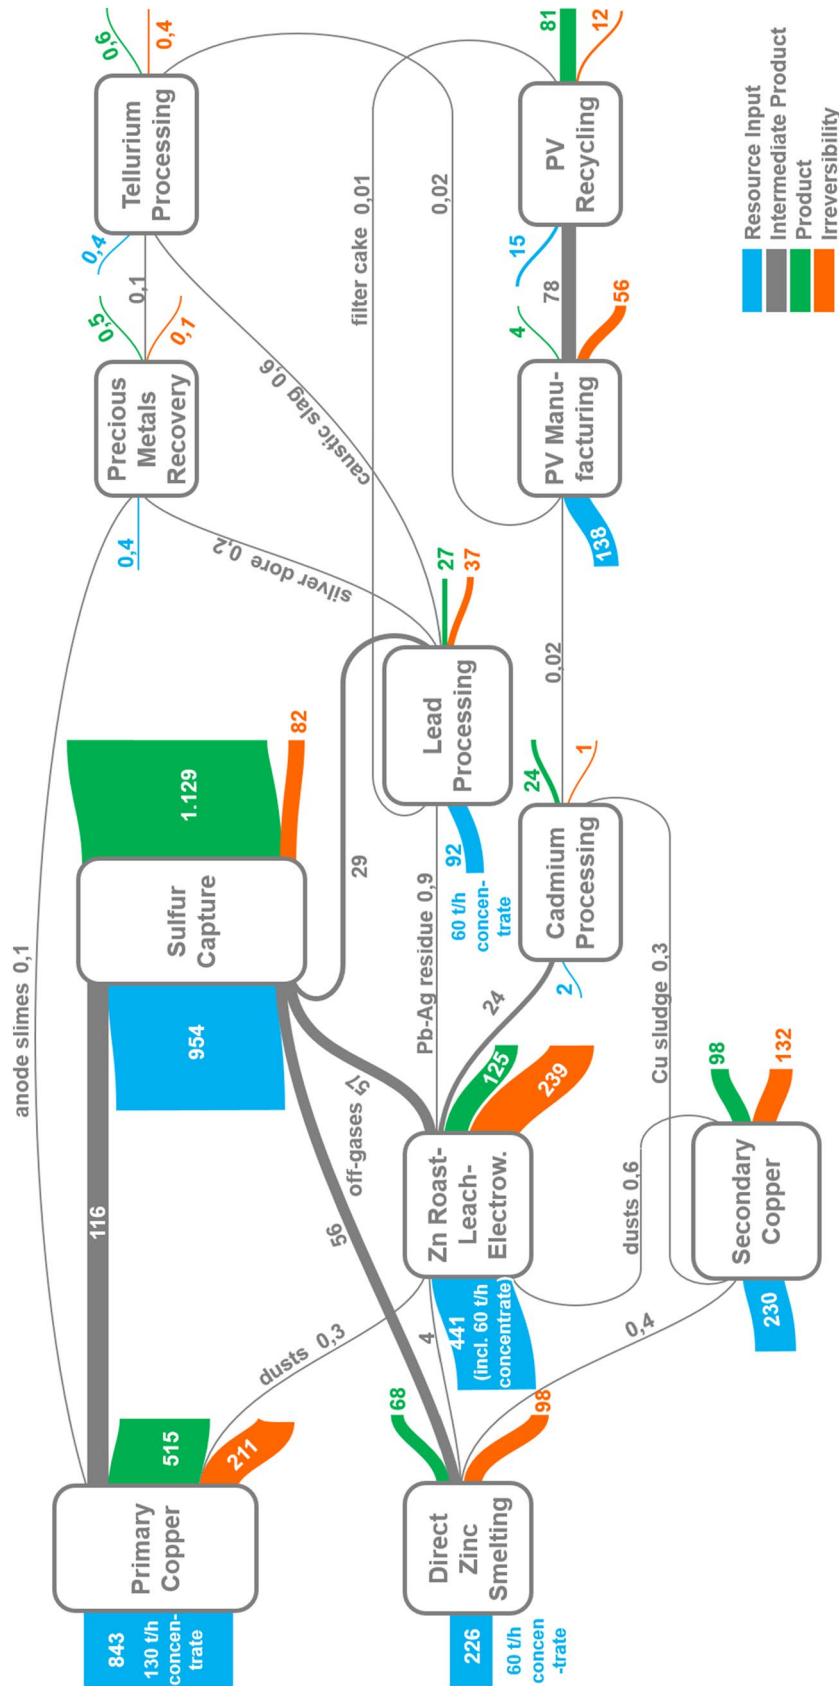 843
130 t/h
concen-
trate
Primary
Copper
515
211
116
anode slimes 0,1
954
Sulfur
Capture
1.129
82
0,4
Precious
Metals
Recovery
0,5
0,1
0,1
0,4
Tellurium
Processing
0,6
0,4
dusts 0,3
56
off-gases 57
29
silver dore 0,2
caustic slag 0,6
226
60 t/h
concen
-trate
Direct
Zinc
Smelting
68
98
4
0,4
441
(incl. 60 t/h
concentrate)
Zn Roast-
Leach-
Electrow.
125
239
Pb-Ag residue 0,9
24
92
60 t/h
concen-
trate
Lead
Processing
27
37
filter cake 0,01
0,02
2
Cadmium
Processing
24
1
0,02
138
PV Manu-
facturing
4
56
78
15
PV
Recycling
81
12
dusts 0,6
Cu sludge 0,3
230
Secondary
Copper
98
132
Resource Input
Intermediate Product
Product
Irreversibility